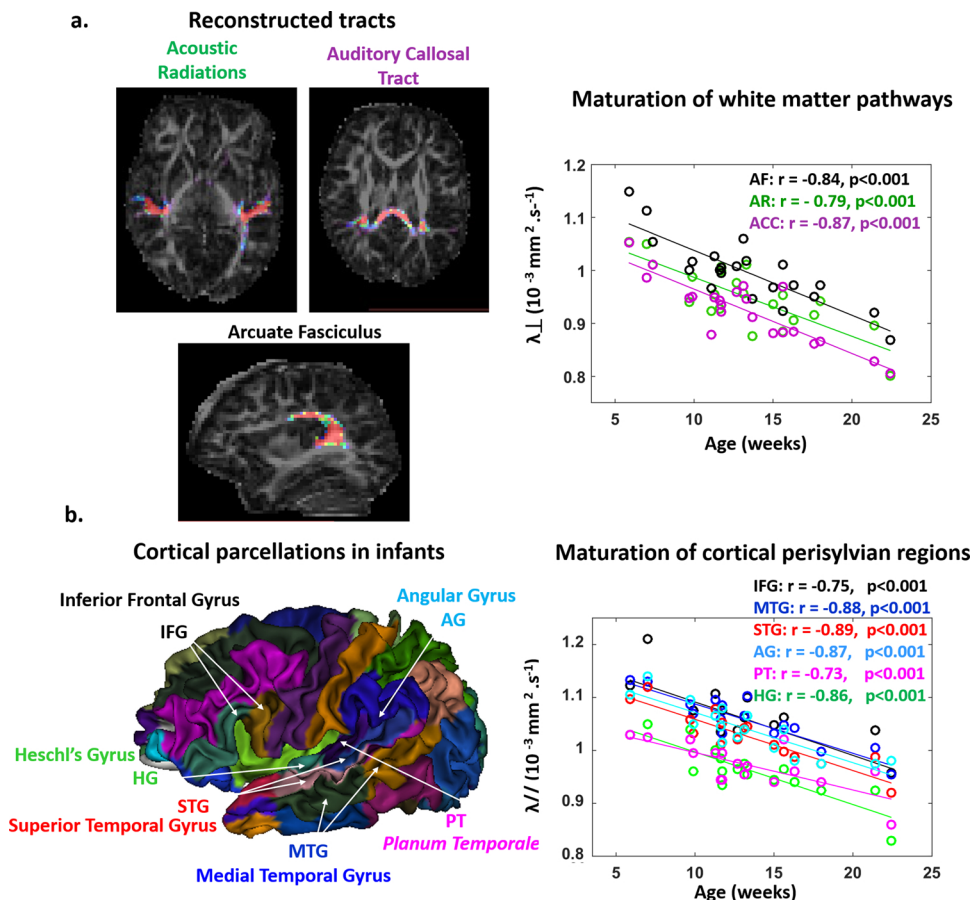 a.
Reconstructed tracts
Acoustic
Radiations
Auditory Callosal
Tract
Arcuate Fasciculus
Maturation of white matter pathways
AF: r = -0.84, p<0.001
AR: r = - 0.79, p<0.001
ACC: r = -0.87, p<0.001
λ⊥ (10⁻³ mm² .s⁻¹)
1.2
1.1
1
0.9
0.8
5
10
15
20
25
Age (weeks)
b.
Cortical parcellations in infants
Inferior Frontal Gyrus
IFG
Angular Gyrus
AG
Heschl's Gyrus
HG
STG
Superior Temporal Gyrus
MTG
Medial Temporal Gyrus
PT
Planum Temporale
Maturation of cortical perisylvian regions
IFG: r = -0.75, p<0.001
MTG: r = -0.88, p<0.001
STG: r = -0.89, p<0.001
AG: r = -0.87, p<0.001
PT: r = -0.73, p<0.001
HG: r = -0.86, p<0.001
λ// (10⁻³ mm² .s⁻¹)
1.2
1.1
1
0.9
0.8
5
10
15
20
25
Age (weeks)